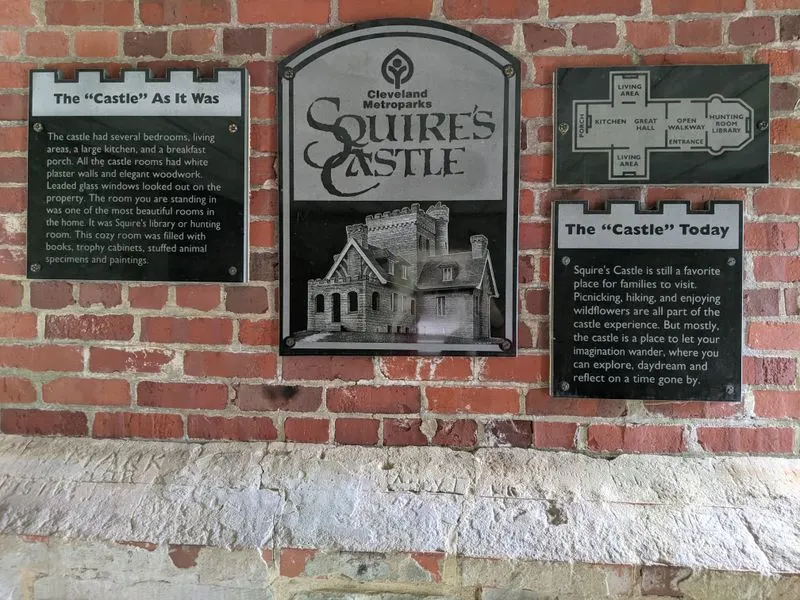 The "Castle" As It Was
The castle had several bedrooms, living
areas, a large kitchen, and a breakfast
porch. All the castle rooms had white
plaster walls and elegant woodwork.
Leaded glass windows looked out on the
property. The room you are standing in
was one of the most beautiful rooms in
the home. It was Squire's library or hunting
room. This cozy room was filled with
books, trophy cabinets, stuffed animal
specimens and paintings.
Cleveland
Metroparks
SQUIRE'S
CASTLE
LIVING
AREA
PORCH
KITCHEN
GREAT
HALL
OPEN
WALKWAY
ENTRANCE
HUNTING
ROOM
LIBRARY
LIVING
AREA
The "Castle" Today
Squire's Castle is still a favorite
place for families to visit.
Picnicking, hiking, and enjoying
wildflowers are all part of the
castle experience. But mostly,
the castle is a place to let your
imagination wander, where you
can explore, daydream and
reflect on a time gone by.